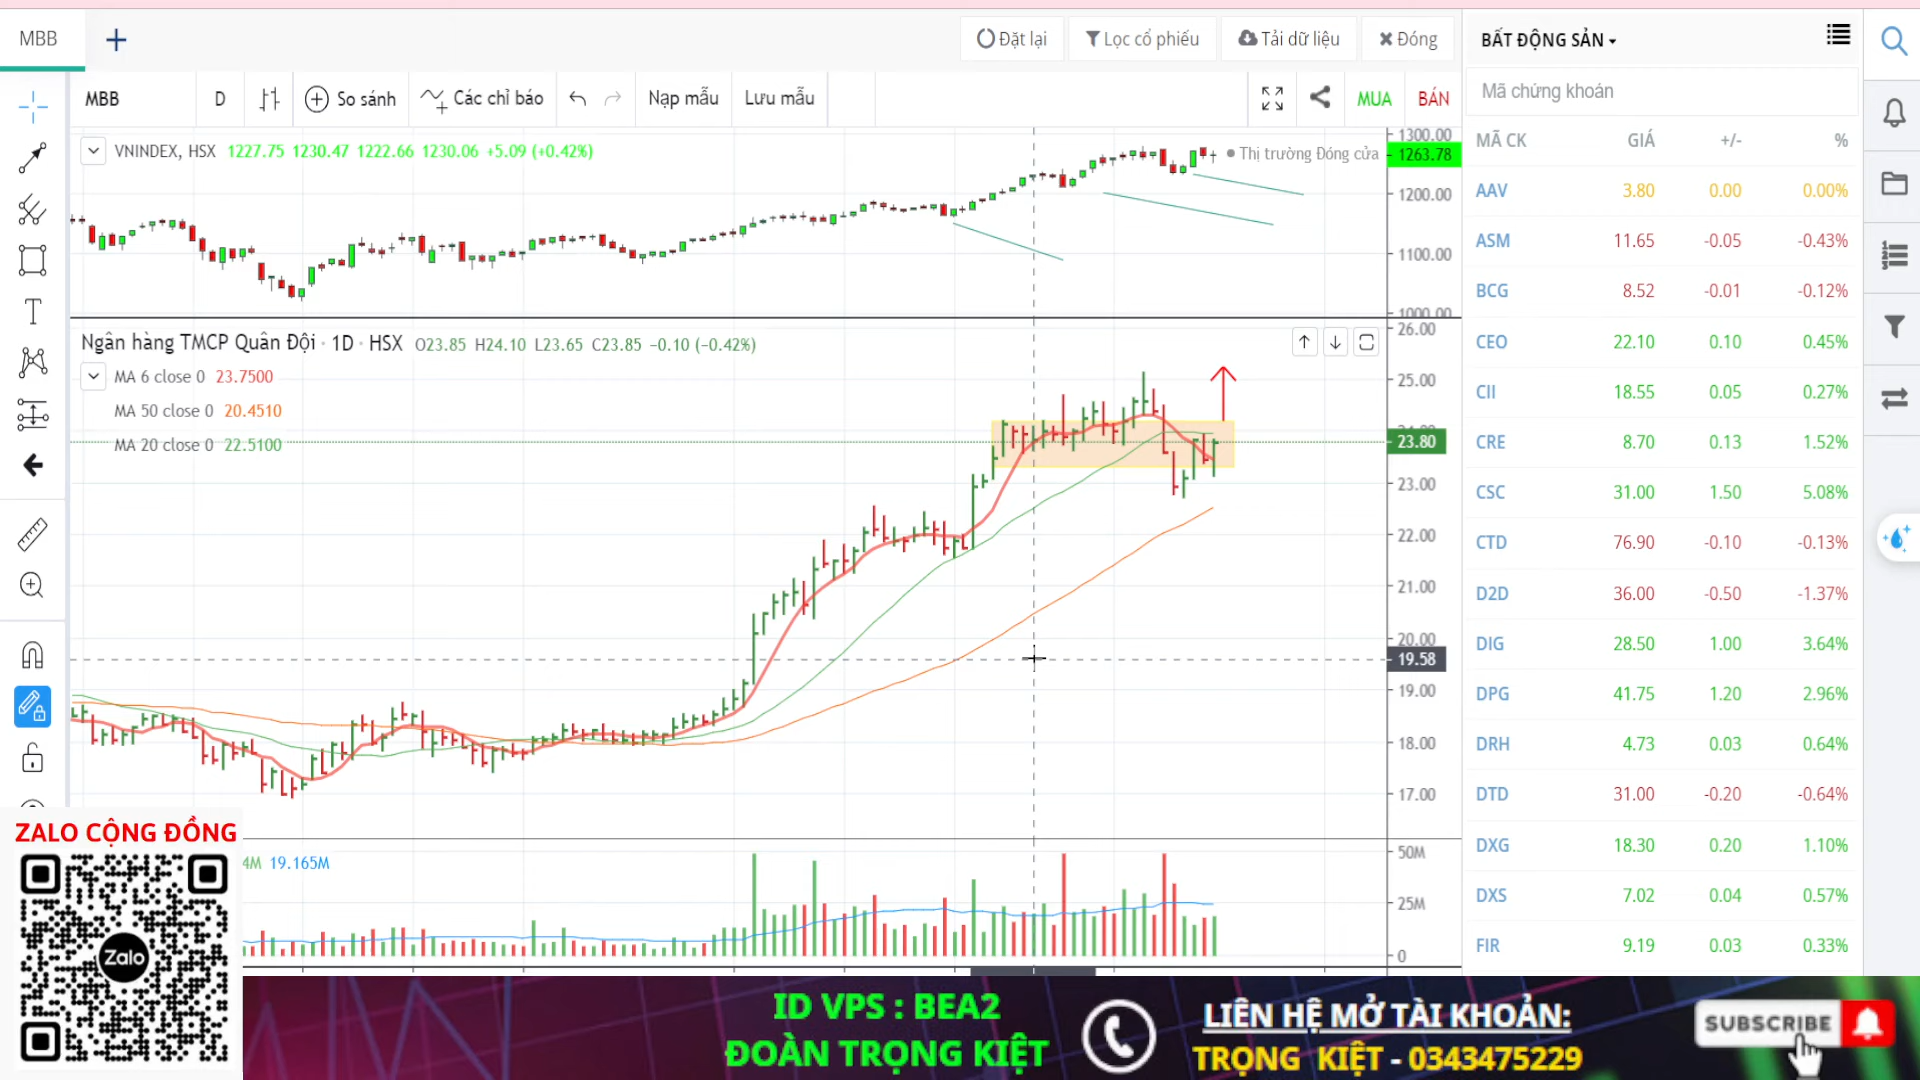 MBB
Đặt lại
Lọc cổ phiếu
Tải dữ liệu
Đóng
BẤT ĐỘNG SẢN
MBB D So sánh Các chỉ báo Nạp mẫu Lưu mẫu MUA BÁN
Mã chứng khoán
VNINDEX, HSX 1227.75 1230.47 1222.66 1230.06 +5.09 (+0.42%)
Thị trường Đóng cửa
1300.00
1263.78
1200.00
1100.00
1000.00
Ngân hàng TMCP Quân Đội · 1D · HSX O23.85 H24.10 L23.65 C23.85 −0.10 (−0.42%)
MA 6 close 0 23.7500
MA 50 close 0 20.4510
MA 20 close 0 22.5100
26.00
25.00
24.00
23.80
23.00
22.00
21.00
20.00
19.58
19.00
18.00
17.00
4M 19.165M
50M
25M
0
MÃ CK GIÁ +/- %
AAV 3.80 0.00 0.00%
ASM 11.65 -0.05 -0.43%
BCG 8.52 -0.01 -0.12%
CEO 22.10 0.10 0.45%
CII 18.55 0.05 0.27%
CRE 8.70 0.13 1.52%
CSC 31.00 1.50 5.08%
CTD 76.90 -0.10 -0.13%
D2D 36.00 -0.50 -1.37%
DIG 28.50 1.00 3.64%
DPG 41.75 1.20 2.96%
DRH 4.73 0.03 0.64%
DTD 31.00 -0.20 -0.64%
DXG 18.30 0.20 1.10%
DXS 7.02 0.04 0.57%
FIR 9.19 0.03 0.33%
ZALO CỘNG ĐỒNG
Zalo
ID VPS : BEA2
ĐOÀN TRỌNG KIỆT
LIÊN HỆ MỞ TÀI KHOẢN:
TRỌNG KIỆT - 0343475229
SUBSCRIBE